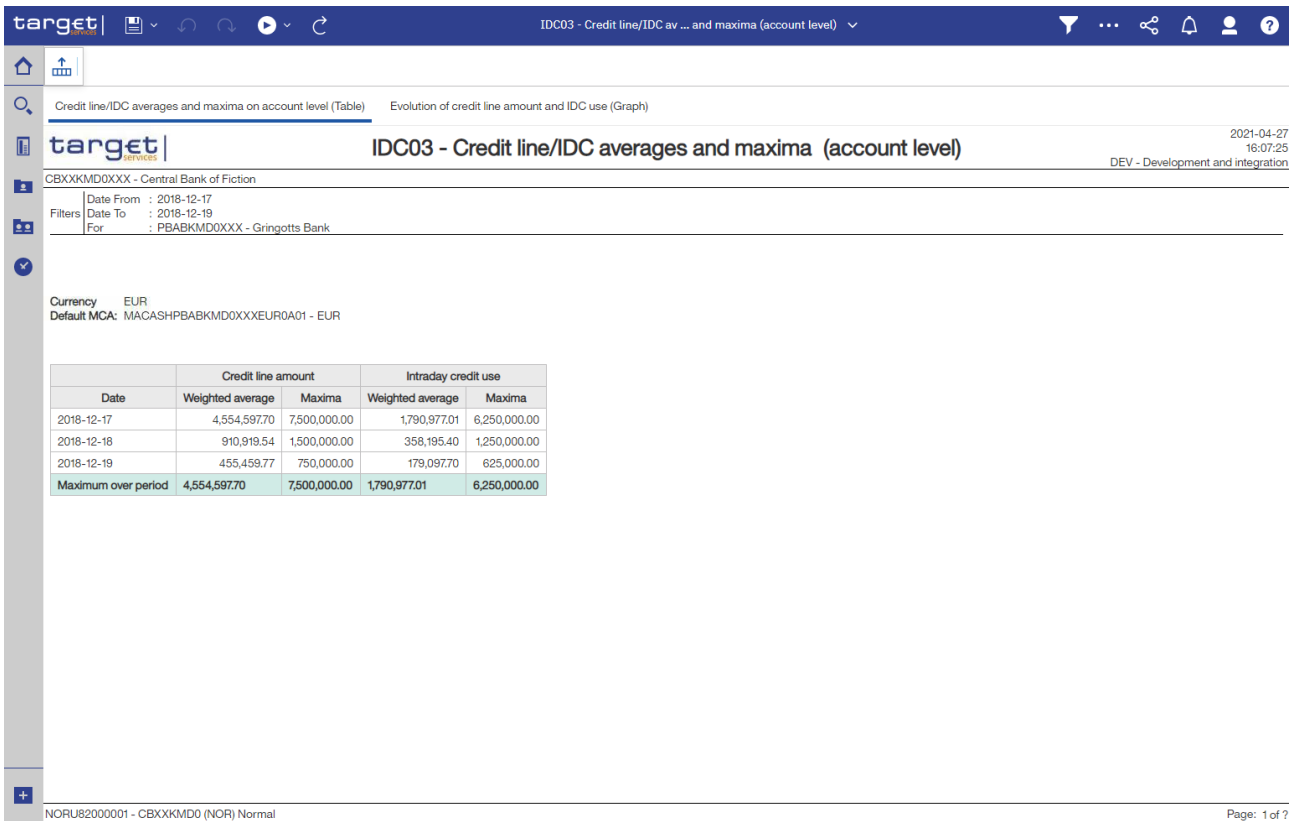 target|
services
IDC03 - Credit line/IDC av ... and maxima (account level)
Credit line/IDC averages and maxima on account level (Table) Evolution of credit line amount and IDC use (Graph)
target|
services
IDC03 - Credit line/IDC averages and maxima (account level)
2021-04-27
16:07:25
DEV - Development and integration
CBXXKMD0XXX - Central Bank of Fiction
Filters
Date From : 2018-12-17
Date To : 2018-12-19
For : PBABKMD0XXX - Gringotts Bank
Currency EUR
Default MCA: MACASHPBABKMD0XXXEUR0A01 - EUR
Credit line amount Intraday credit use
Date Weighted average Maxima Weighted average Maxima
2018-12-17 4,554,597.70 7,500,000.00 1,790,977.01 6,250,000.00
2018-12-18 910,919.54 1,500,000.00 358,195.40 1,250,000.00
2018-12-19 455,459.77 750,000.00 179,097.70 625,000.00
Maximum over period 4,554,597.70 7,500,000.00 1,790,977.01 6,250,000.00
NORU82000001 - CBXXKMD0 (NOR) Normal Page: 1 of ?